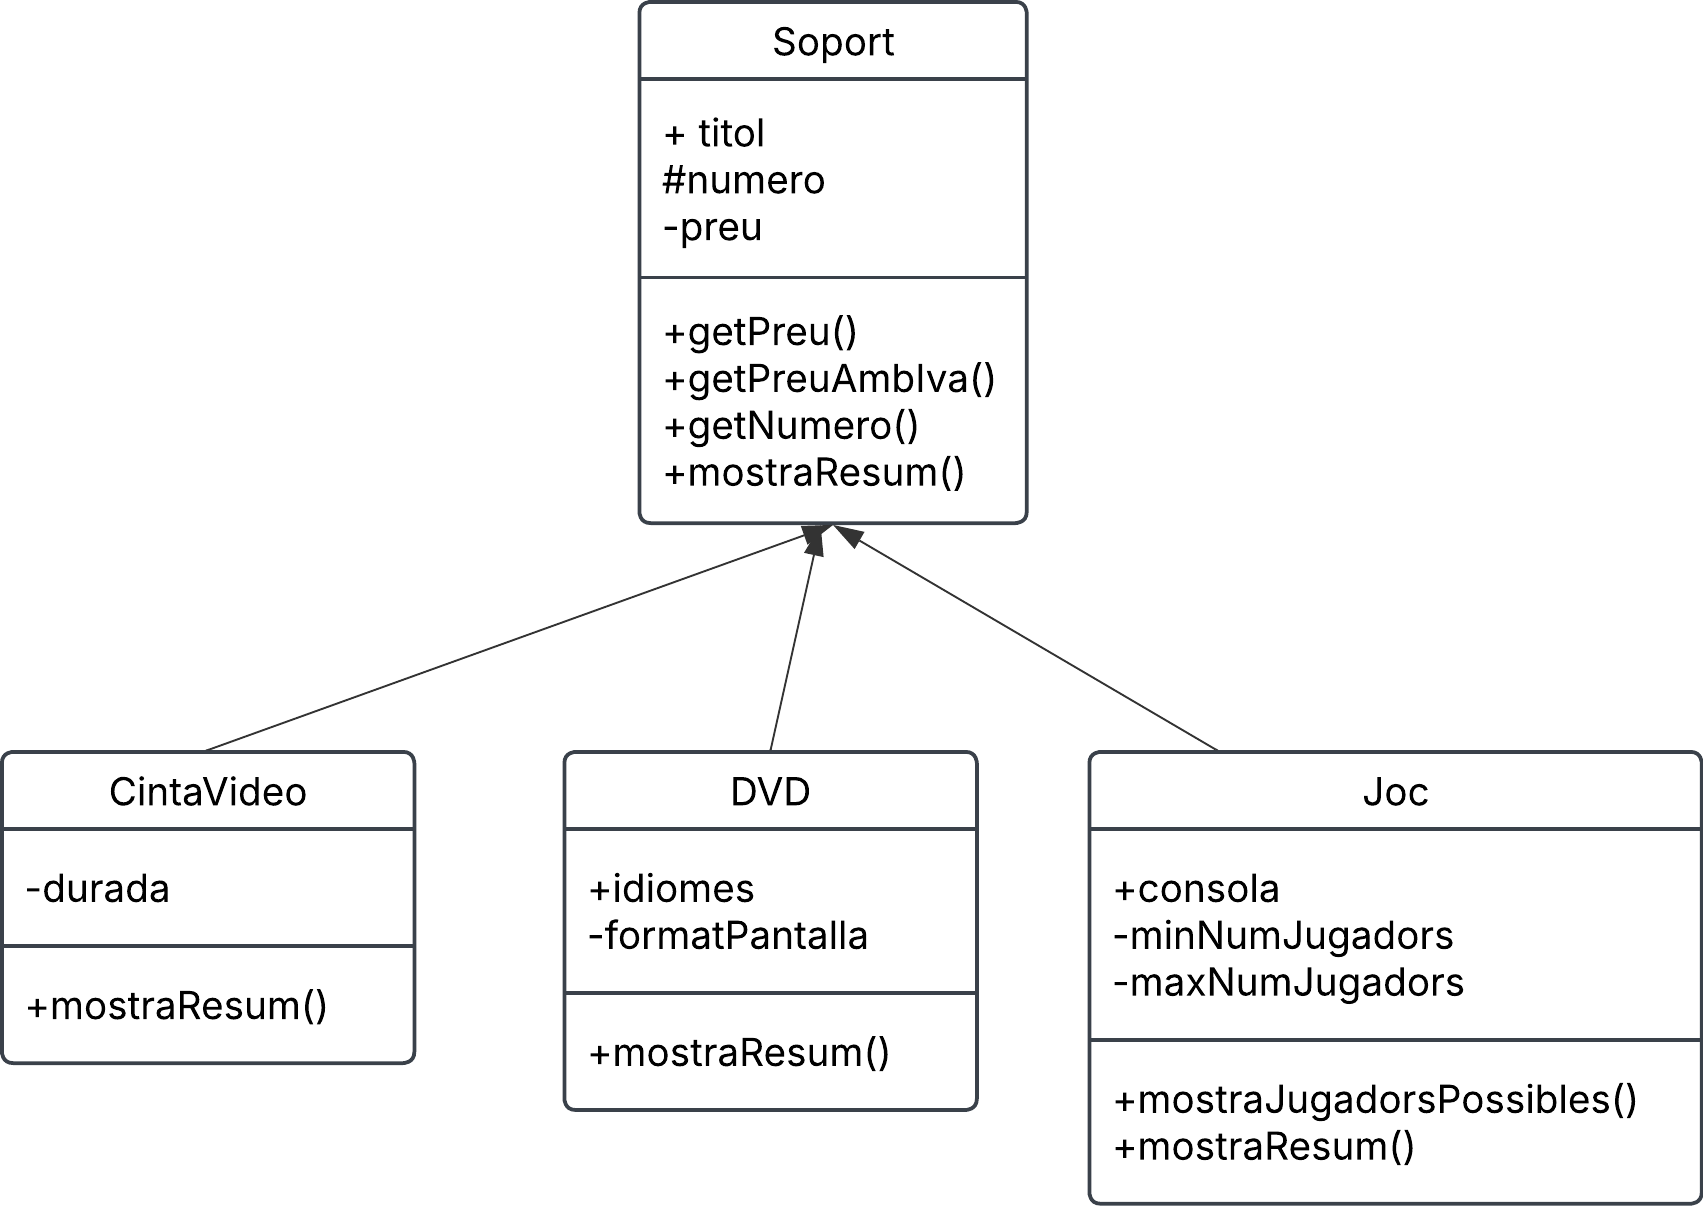 Soport
+ titol
#numero
-preu
+getPreu()
+getPreuAmbIva()
+getNumero()
+mostraResum()
CintaVideo
-durada
+mostraResum()
DVD
+idiomes
-formatPantalla
+mostraResum()
Joc
+consola
-minNumJugadors
-maxNumJugadors
+mostraJugadorsPossibles()
+mostraResum()